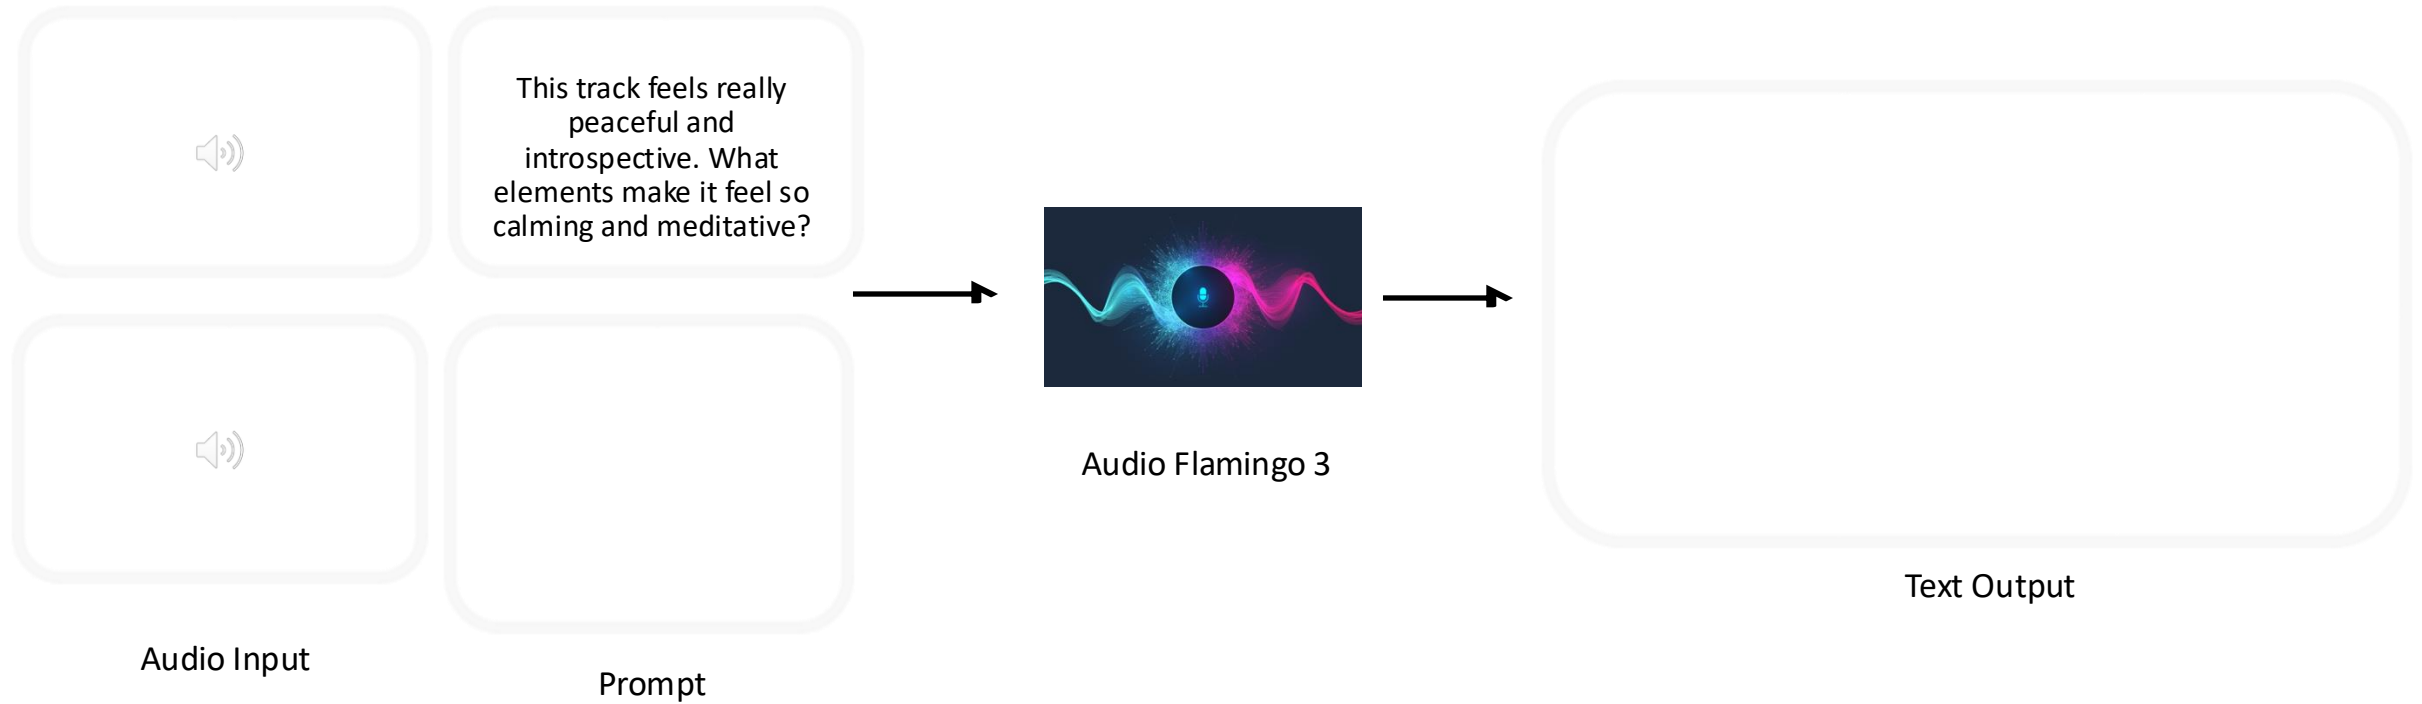 This track feels really
peaceful and
introspective. What
elements make it feel so
calming and meditative?
Audio Flamingo 3
Text Output
Audio Input
Prompt